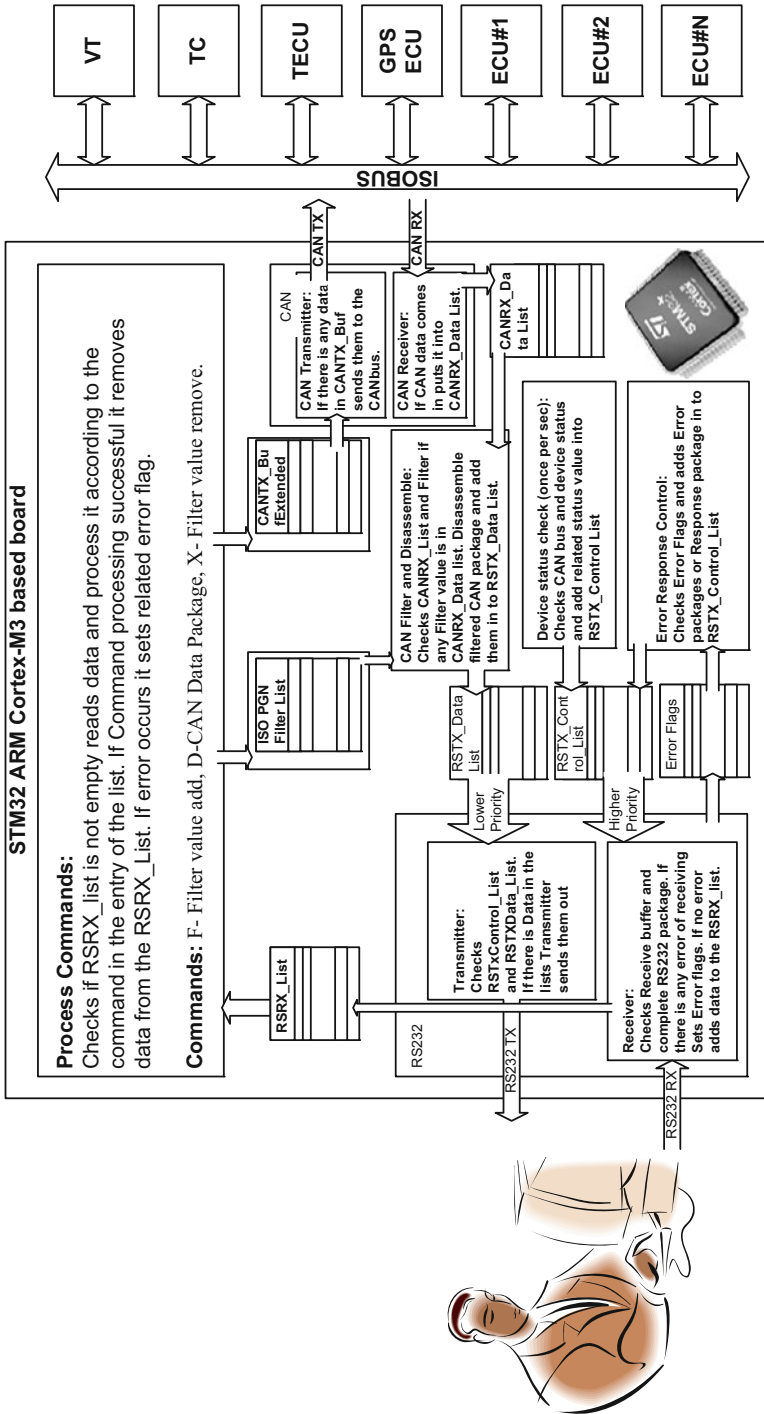 STM32 ARM Cortex-M3 based board
Process Commands:
Checks if RSRX_list is not empty reads data and process it according to the
command in the entry of the list. If Command processing successful it removes
data from the RSRX_List. If error occurs it sets related error flag.
Commands: F- Filter value add, D-CAN Data Package, X- Filter value remove.
RSRX_List
ISO PGN
Filter List
CANTX_Bu
fExtended
CAN
CAN Transmitter:
If there is any data
in CANTX_Buf
sends them to the
CANbus.
CAN TX
CAN Receiver:
If CAN data comes
in puts it into
CANRX_Data List.
CAN RX
CANRX_Da
ta List
CAN Filter and Disassemble:
Checks CANRX_List and Filter if
any Filter value is in
CANRX_Data list. Disassemble
filtered CAN package and add
them in to RSTX_Data List.
Device status check (once per sec):
Checks CAN bus and device status
and add related status value into
RSTX_Control List
Error Response Control:
Checks Error Flags and adds Error
packages or Response package in to
RSTX_Control_List
RSTX_Data
List
RSTX_Cont
rol_List
Error Flags
Lower
Priority
Higher
Priority
RS232
Transmitter:
Checks
RSTxControl_List
and RSTXData_List.
If there is Data in the
lists Transmitter
sends them out
RS232 TX
Receiver:
Checks Receive buffer and
complete RS232 package. If
there is any error of receiving
Sets Error flags. If no error
adds data to the RSRX_list.
RS232 RX
STM32
Cortex
ISOBUS
VT
TC
TECU
GPS
ECU
ECU#1
ECU#2
ECU#N